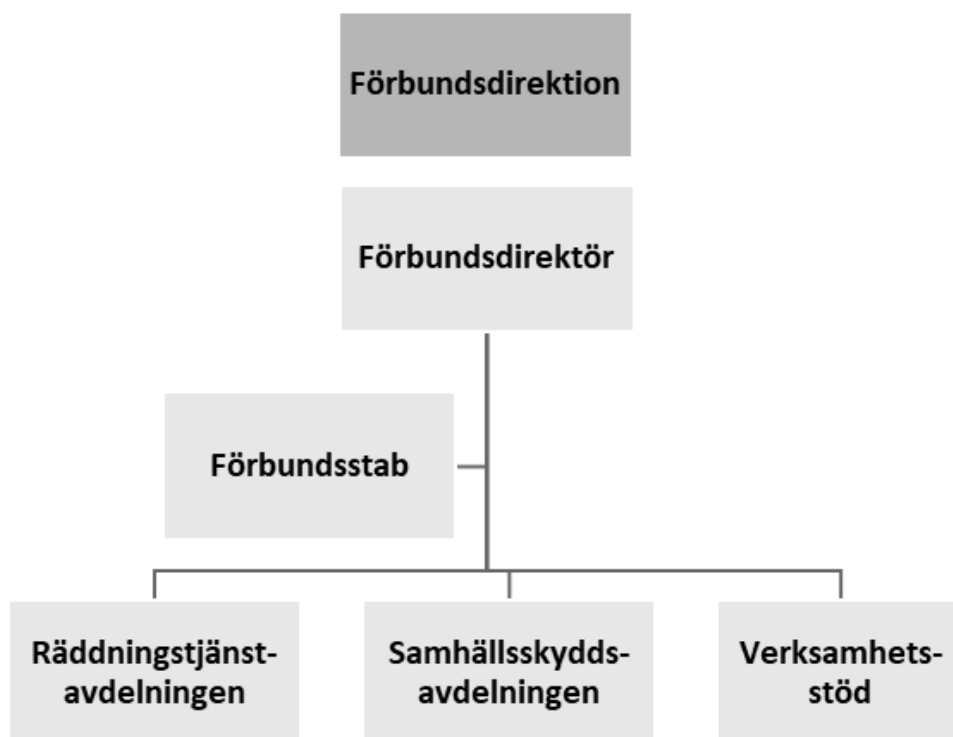 Förbundsdirektion
Förbundsdirektör
Förbundsstab
Räddningstjänst-
avdelningen
Samhällsskydds-
avdelningen
Verksamhets-
stöd